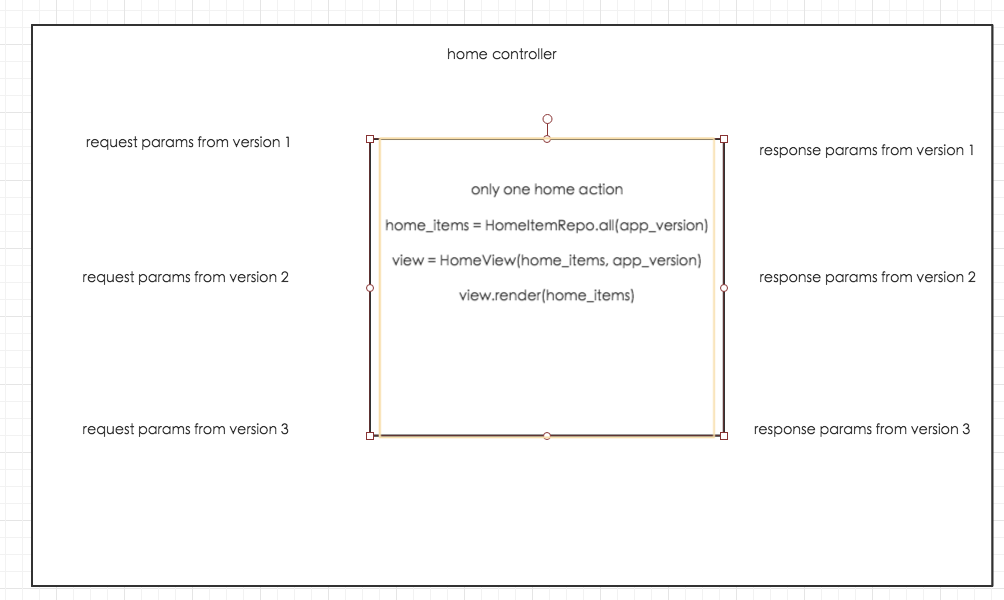 home controller
request params from version 1
response params from version 1
only one home action
home_items = HomeItemRepo.all(app_version)
view = HomeView(home_items, app_version)
request params from version 2
response params from version 2
view.render(home_items)
request params from version 3
response params from version 3